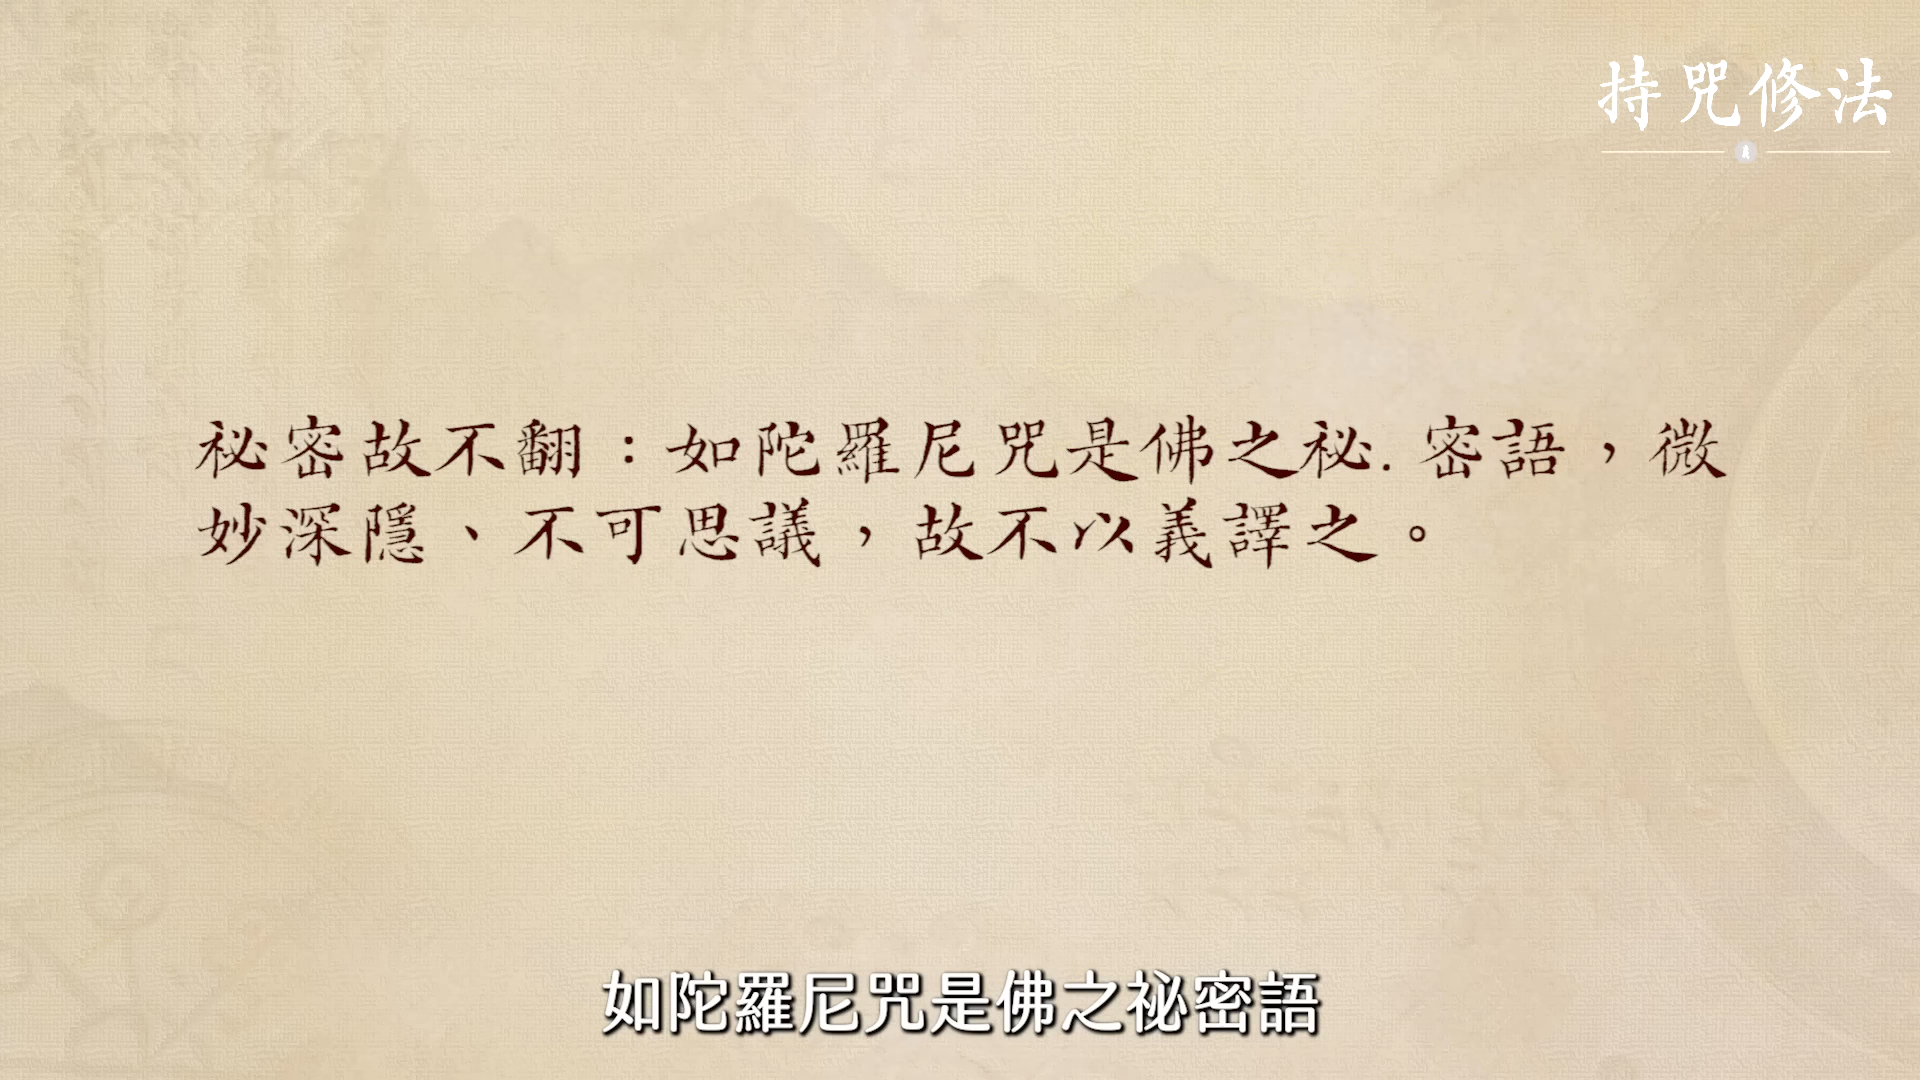 持咒修法
祕密故不翻：如陀羅尼咒是佛之祕.密語，微
妙深隱、不可思議，故不以義譯之。
如陀羅尼咒是佛之祕密語